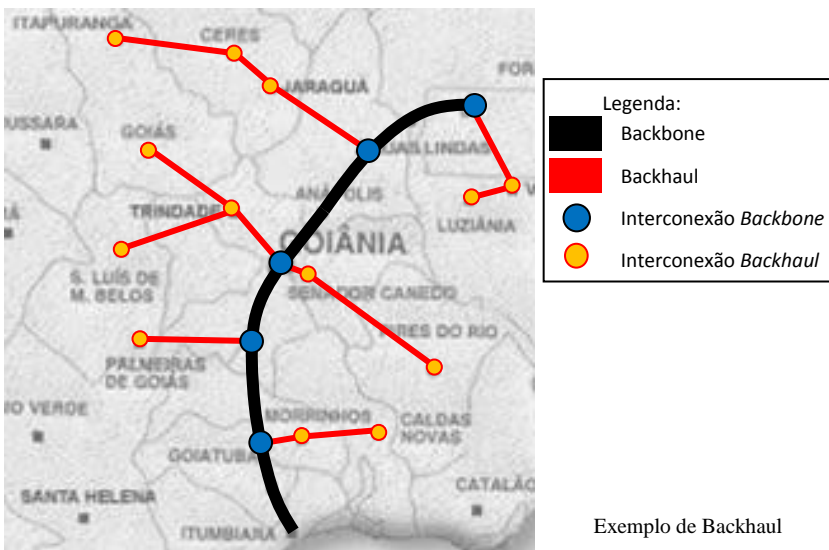 ITAPURANGA
CERES
JARAGUÁ
FOR
USSARA
GOIÁS
ANÁPOLIS
TRINDADE
LUZIÂNIA
V
GOIÂNIA
S. LUÍS DE
M. BELOS
SENADOR CANEDO
PIRES DO RIO
PALMEIRAS
DE GOIÁS
IO VERDE
MORRINHOS
CALDAS
NOVAS
GOIATUBA
SANTA HELENA
CATALÃO
ITUMBIARA
Legenda:
Backbone
Backhaul
Interconexão Backbone
Interconexão Backhaul
Exemplo de Backhaul